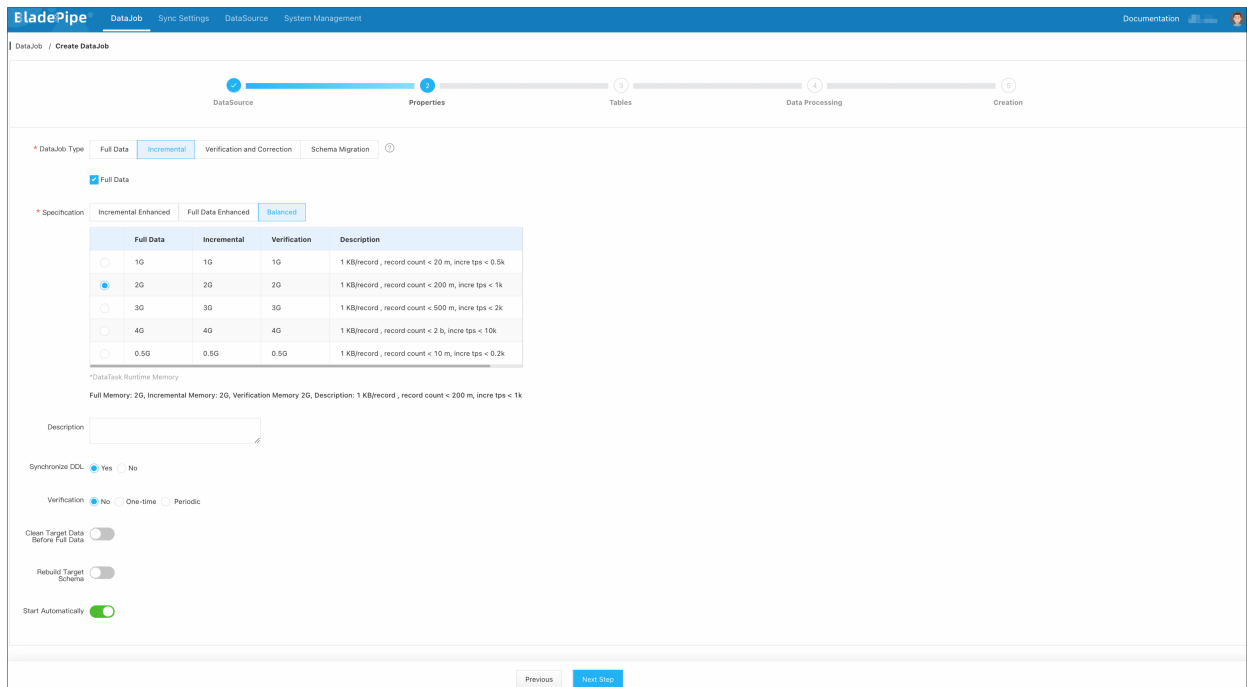 BladePipe DataJob Sync Settings DataSource System Management Documentation
DataJob / Create DataJob
2 3 4 5
DataSource Properties Tables Data Processing Creation
* DataJob Type Full Data Incremental Verification and Correction Schema Migration ?
Full Data
* Specification Incremental Enhanced Full Data Enhanced Balanced
Full Data Incremental Verification Description
1G 1G 1G 1 KB/record , record count < 20 m, incre tps < 0.5k
2G 2G 2G 1 KB/record , record count < 200 m, incre tps < 1k
3G 3G 3G 1 KB/record , record count < 500 m, incre tps < 2k
4G 4G 4G 1 KB/record , record count < 2 b, incre tps < 10k
0.5G 0.5G 0.5G 1 KB/record , record count < 10 m, incre tps < 0.2k
*DataTask Runtime Memory
Full Memory: 2G, Incremental Memory: 2G, Verification Memory 2G, Description: 1 KB/record , record count < 200 m, incre tps < 1k
Description
Synchronize DDL Yes No
Verification No One-time Periodic
Clean Target Data
Before Full Data
Rebuild Target
Schema
Start Automatically
Previous Next Step